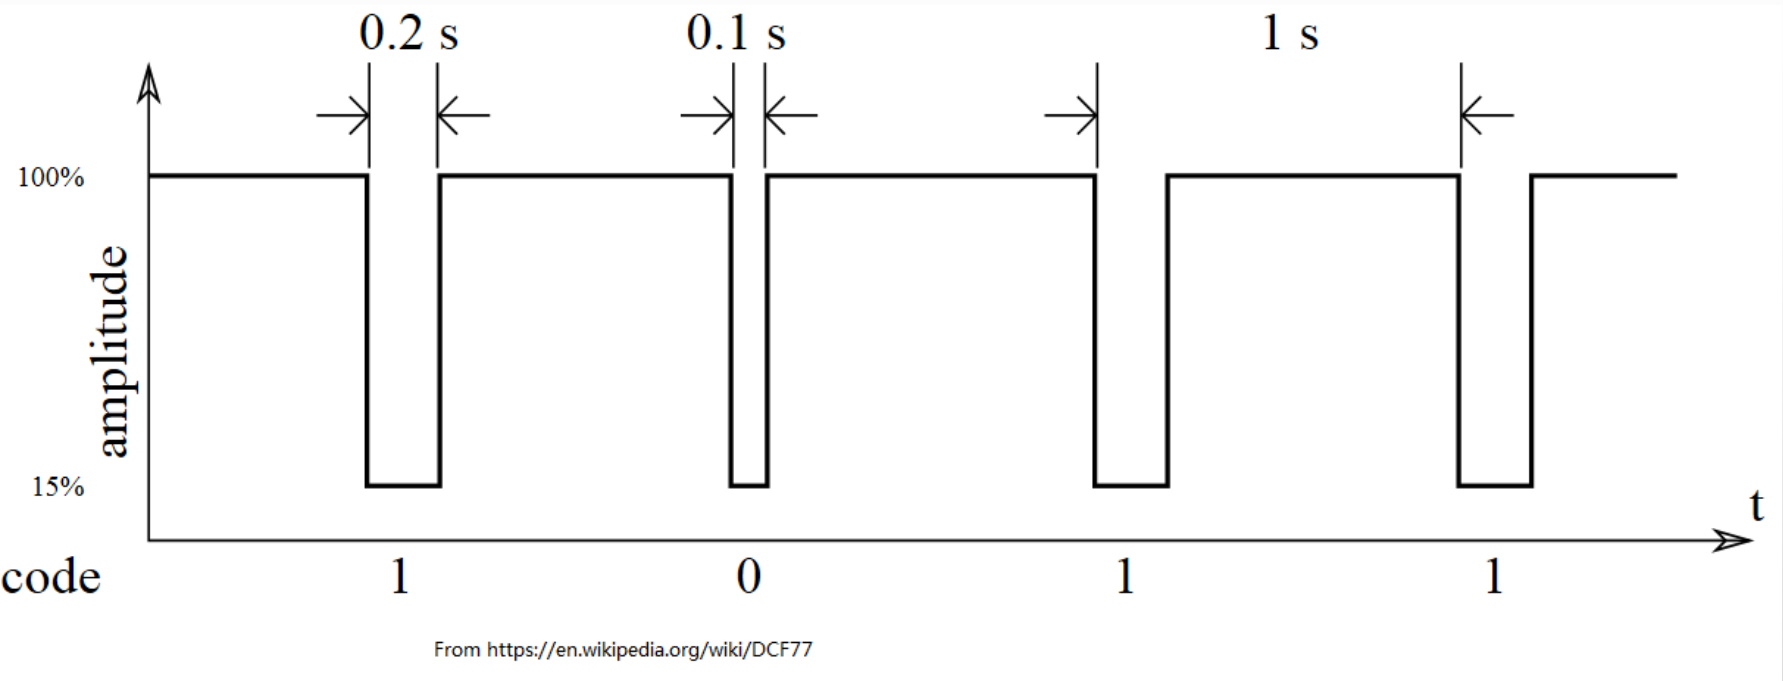 0.2 s 0.1 s 1 s
100%
amplitude
15%
t
code 1 0 1 1
From https://en.wikipedia.org/wiki/DCF77